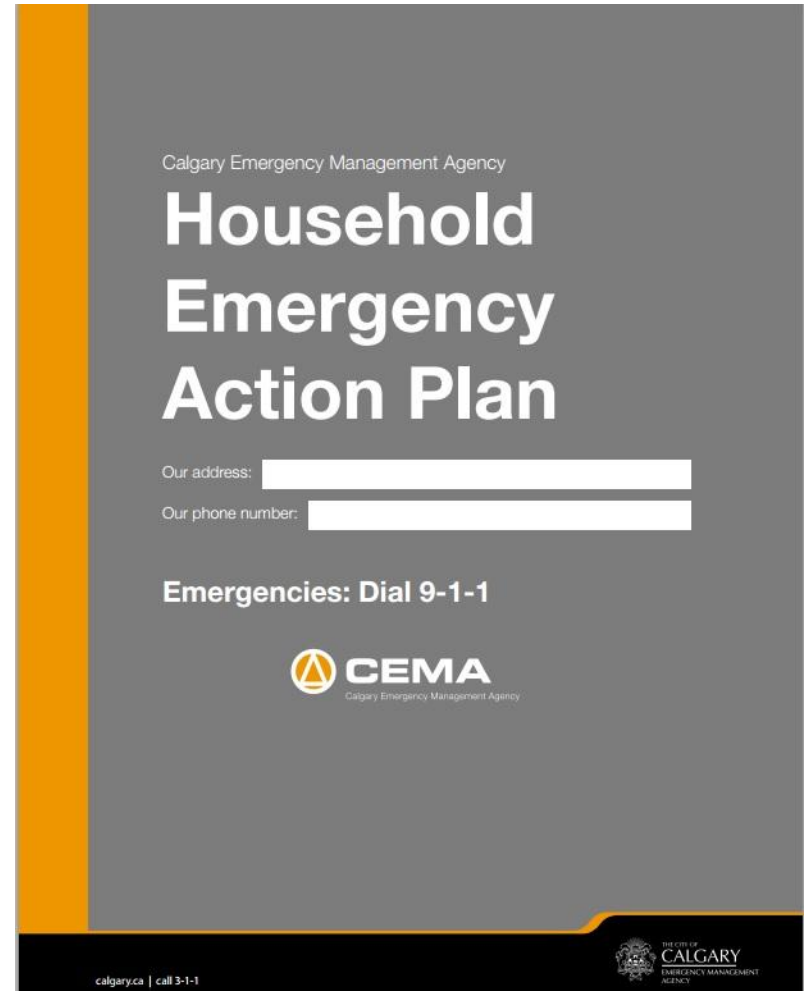 Calgary Emergency Management Agency
Household
Emergency
Action Plan
Our address:
Our phone number:
Emergencies: Dial 9-1-1
CEMA
Calgary Emergency Management Agency
calgary.ca | call 3-1-1
THE CITY OF
CALGARY
EMERGENCY MANAGEMENT
AGENCY